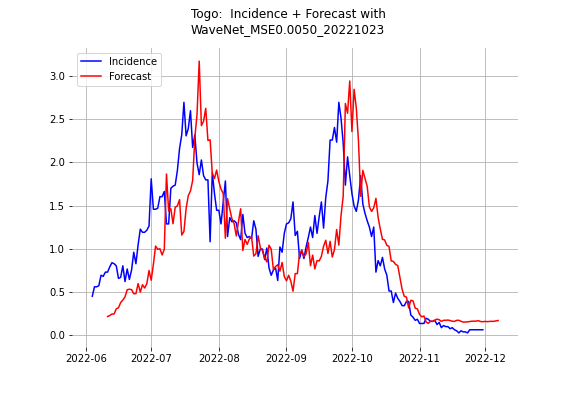 Togo:  Incidence + Forecast with
WaveNet_MSE0.0050_20221023
Incidence
Forecast
3.0
2.5
2.0
1.5
1.0
0.5
0.0
2022-06 2022-07 2022-08 2022-09 2022-10 2022-11 2022-12